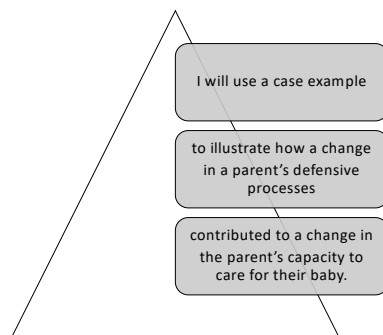 I will use a case example
to illustrate how a change
in a parent’s defensive
processes
contributed to a change in
the parent’s capacity to
care for their baby.